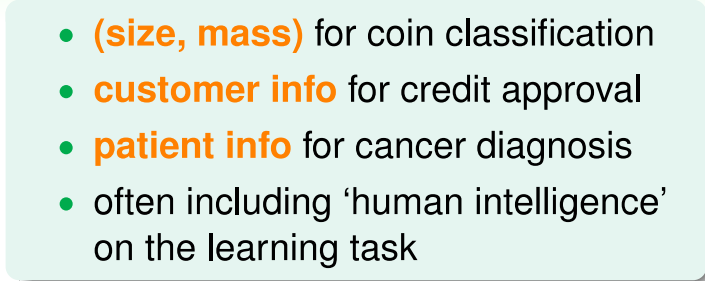 • (size, mass) for coin classification
• customer info for credit approval
• patient info for cancer diagnosis
• often including ‘human intelligence’
on the learning task